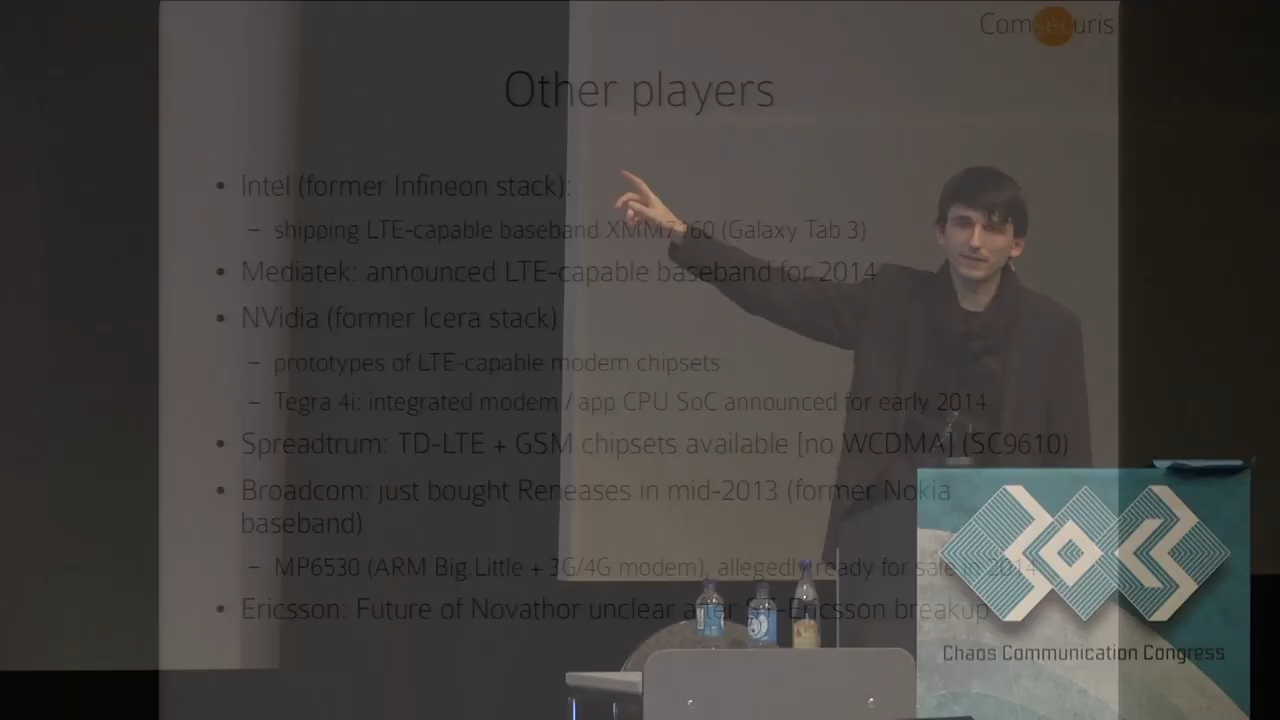 Comsecuris
Other players
• Intel (former Infineon stack):
– shipping LTE-capable baseband XMM7160 (Galaxy Tab 3)
• Mediatek: announced LTE-capable baseband for 2014
• NVidia (former Icera stack)
– prototypes of LTE-capable modem chipsets
– Tegra 4i: integrated modem / app CPU SoC announced for early 2014
• Spreadtrum: TD-LTE + GSM chipsets available [no WCDMA] (SC9610)
• Broadcom: just bought Reneases in mid-2013 (former Nokia
baseband)
– MP6530 (ARM Big.Little + 3G/4G modem), allegedly ready for sale in 2014
• Ericsson: Future of Novathor unclear after ST-Ericsson breakup
30C3
Chaos Communication Congress